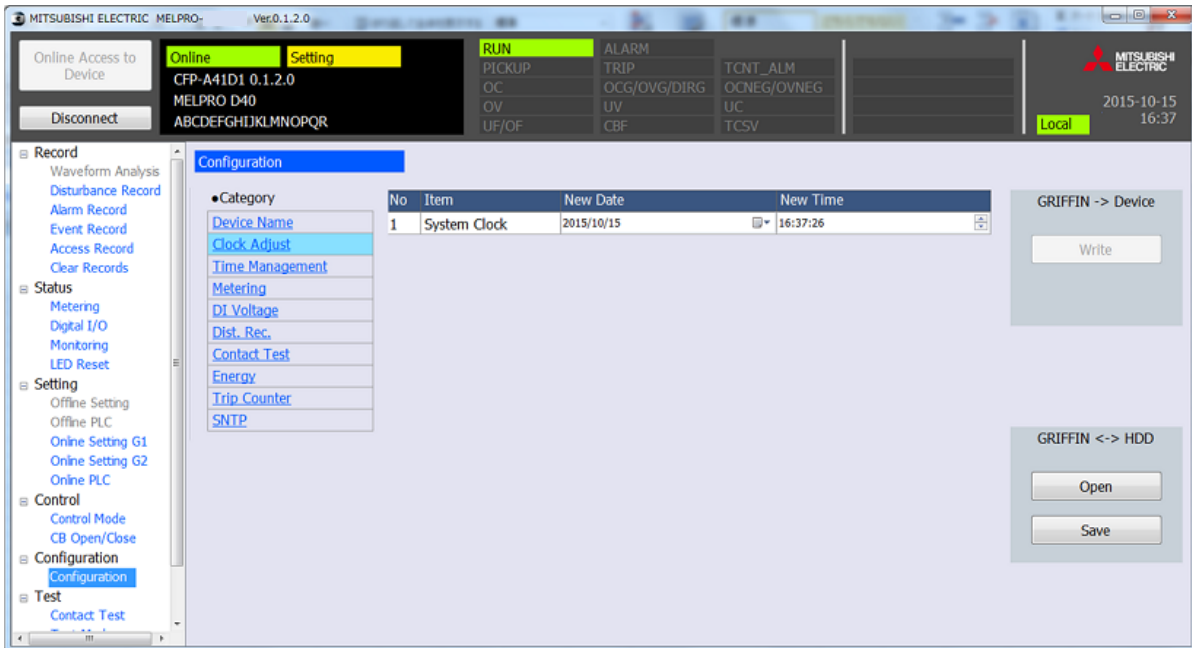 MITSUBISHI ELECTRIC MELPRO- Ver.0.1.2.0
Online Access to
Device
Disconnect
Online Setting
CFP-A41D1 0.1.2.0
MELPRO D40
ABCDEFGHIJKLMNOPQR
RUN ALARM
PICKUP TRIP TCNT_ALM
OC OCG/OVG/DIRG OCNEG/OVNEG
OV UV UC
UF/OF CBF TCSV
MITSUBISHI
ELECTRIC
2015-10-15
Local 16:37
Record
Waveform Analysis
Disturbance Record
Alarm Record
Event Record
Access Record
Clear Records
Status
Metering
Digital I/O
Monitoring
LED Reset
Setting
Offline Setting
Offline PLC
Online Setting G1
Online Setting G2
Online PLC
Control
Control Mode
CB Open/Close
Configuration
Configuration
Test
Contact Test
Configuration
●Category
Device Name
Clock Adjust
Time Management
Metering
DI Voltage
Dist. Rec.
Contact Test
Energy
Trip Counter
SNTP
No Item New Date New Time
1 System Clock 2015/10/15 16:37:26
GRIFFIN -> Device
Write
GRIFFIN <-> HDD
Open
Save